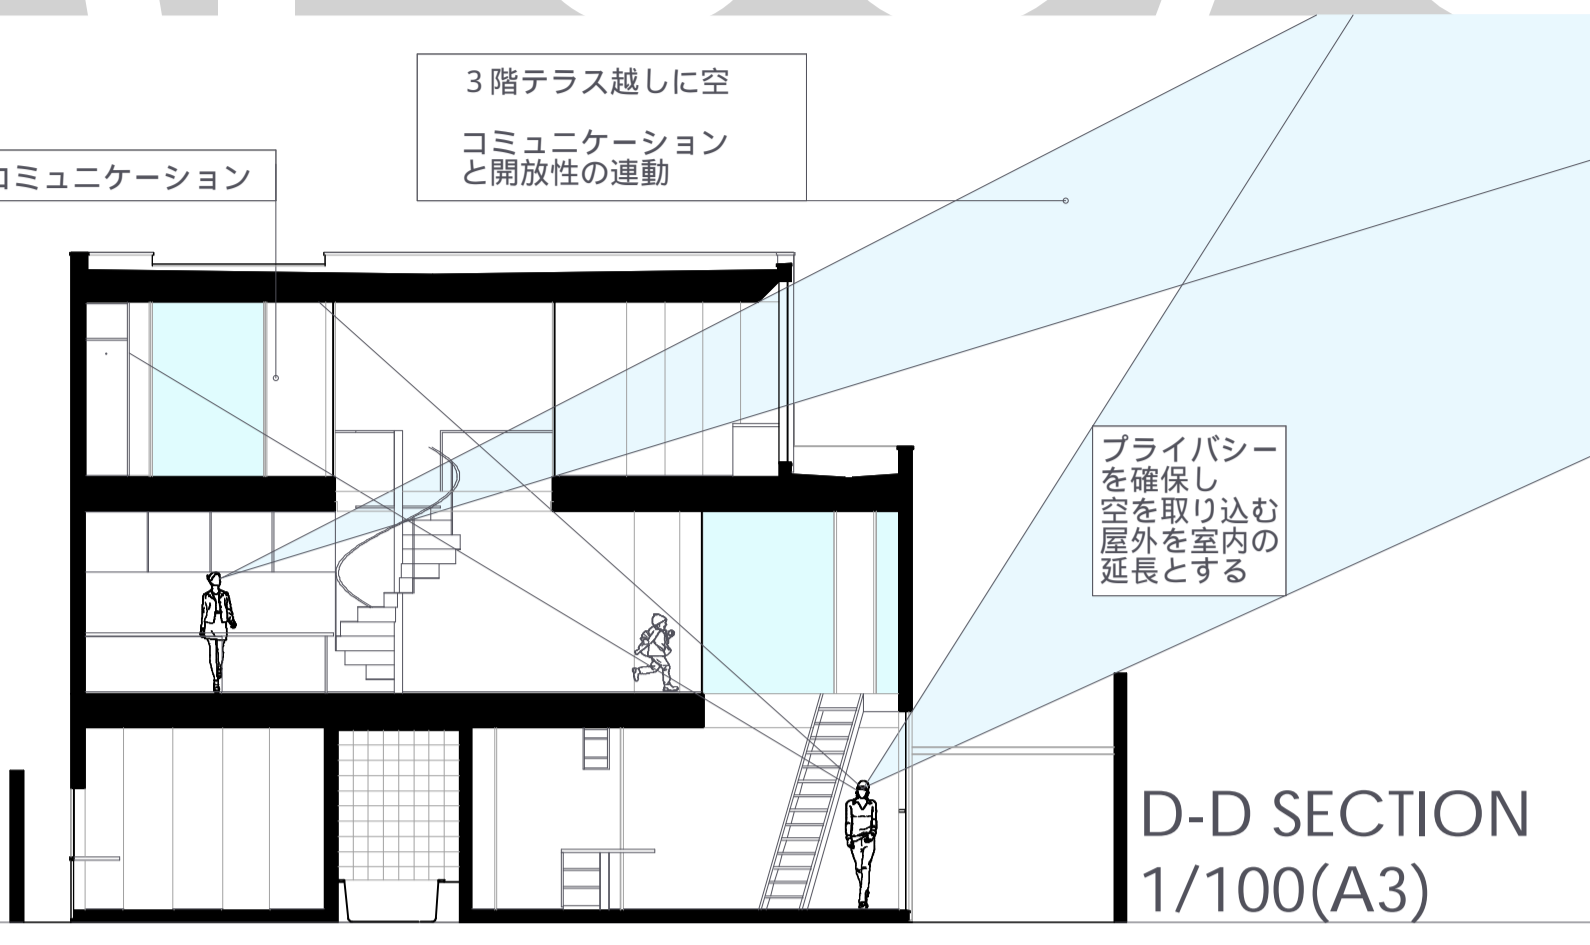 ３階テラス越しに空
コミュニケーション
と開放性の連動
コミュニケーション
プライバシー
を確保し
空を取り込む
屋外を室内の
延長とする
D-D SECTION
1/100(A3)